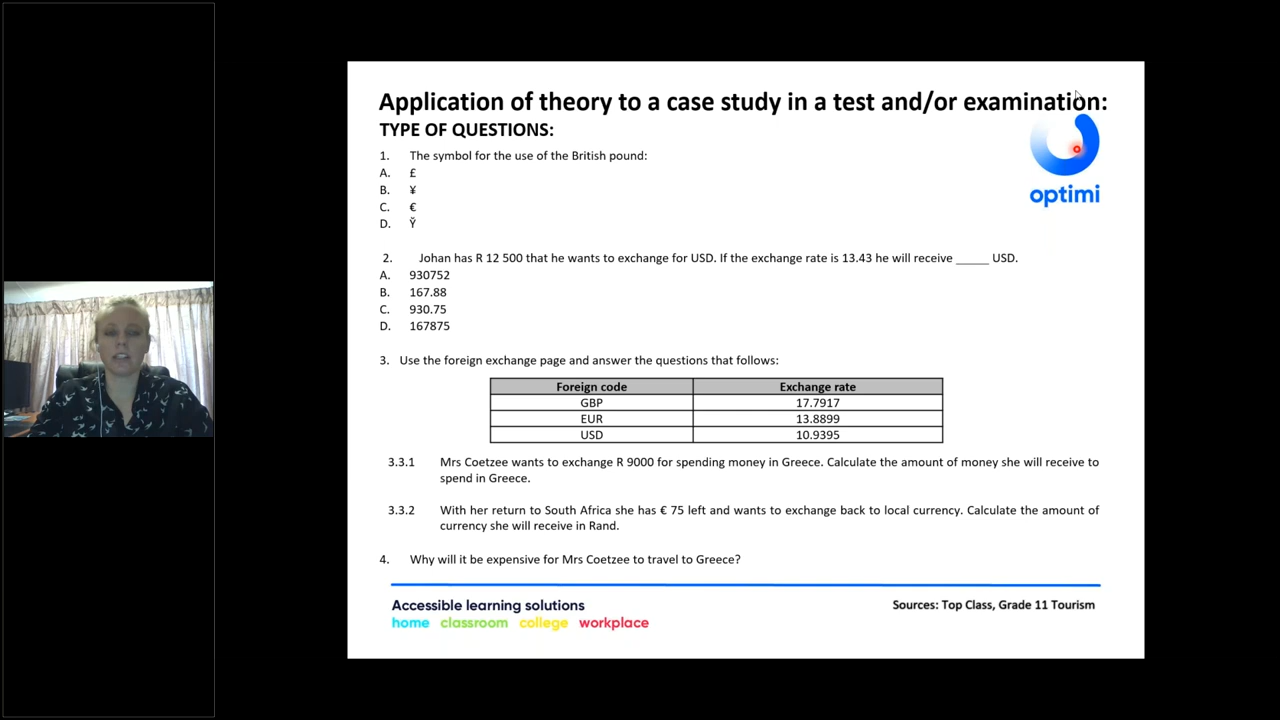 Application of theory to a case study in a test and/or examination:
TYPE OF QUESTIONS:
optimi
1. The symbol for the use of the British pound:
A. £
B. ¥
C. €
D. Ῠ
2. Johan has R 12 500 that he wants to exchange for USD. If the exchange rate is 13.43 he will receive _____ USD.
A. 930752
B. 167.88
C. 930.75
D. 167875
3. Use the foreign exchange page and answer the questions that follows:
Foreign code Exchange rate
GBP 17.7917
EUR 13.8899
USD 10.9395
3.3.1 Mrs Coetzee wants to exchange R 9000 for spending money in Greece. Calculate the amount of money she will receive to
spend in Greece.
3.3.2 With her return to South Africa she has € 75 left and wants to exchange back to local currency. Calculate the amount of
currency she will receive in Rand.
4. Why will it be expensive for Mrs Coetzee to travel to Greece?
Accessible learning solutions
home classroom college workplace
Sources: Top Class, Grade 11 Tourism